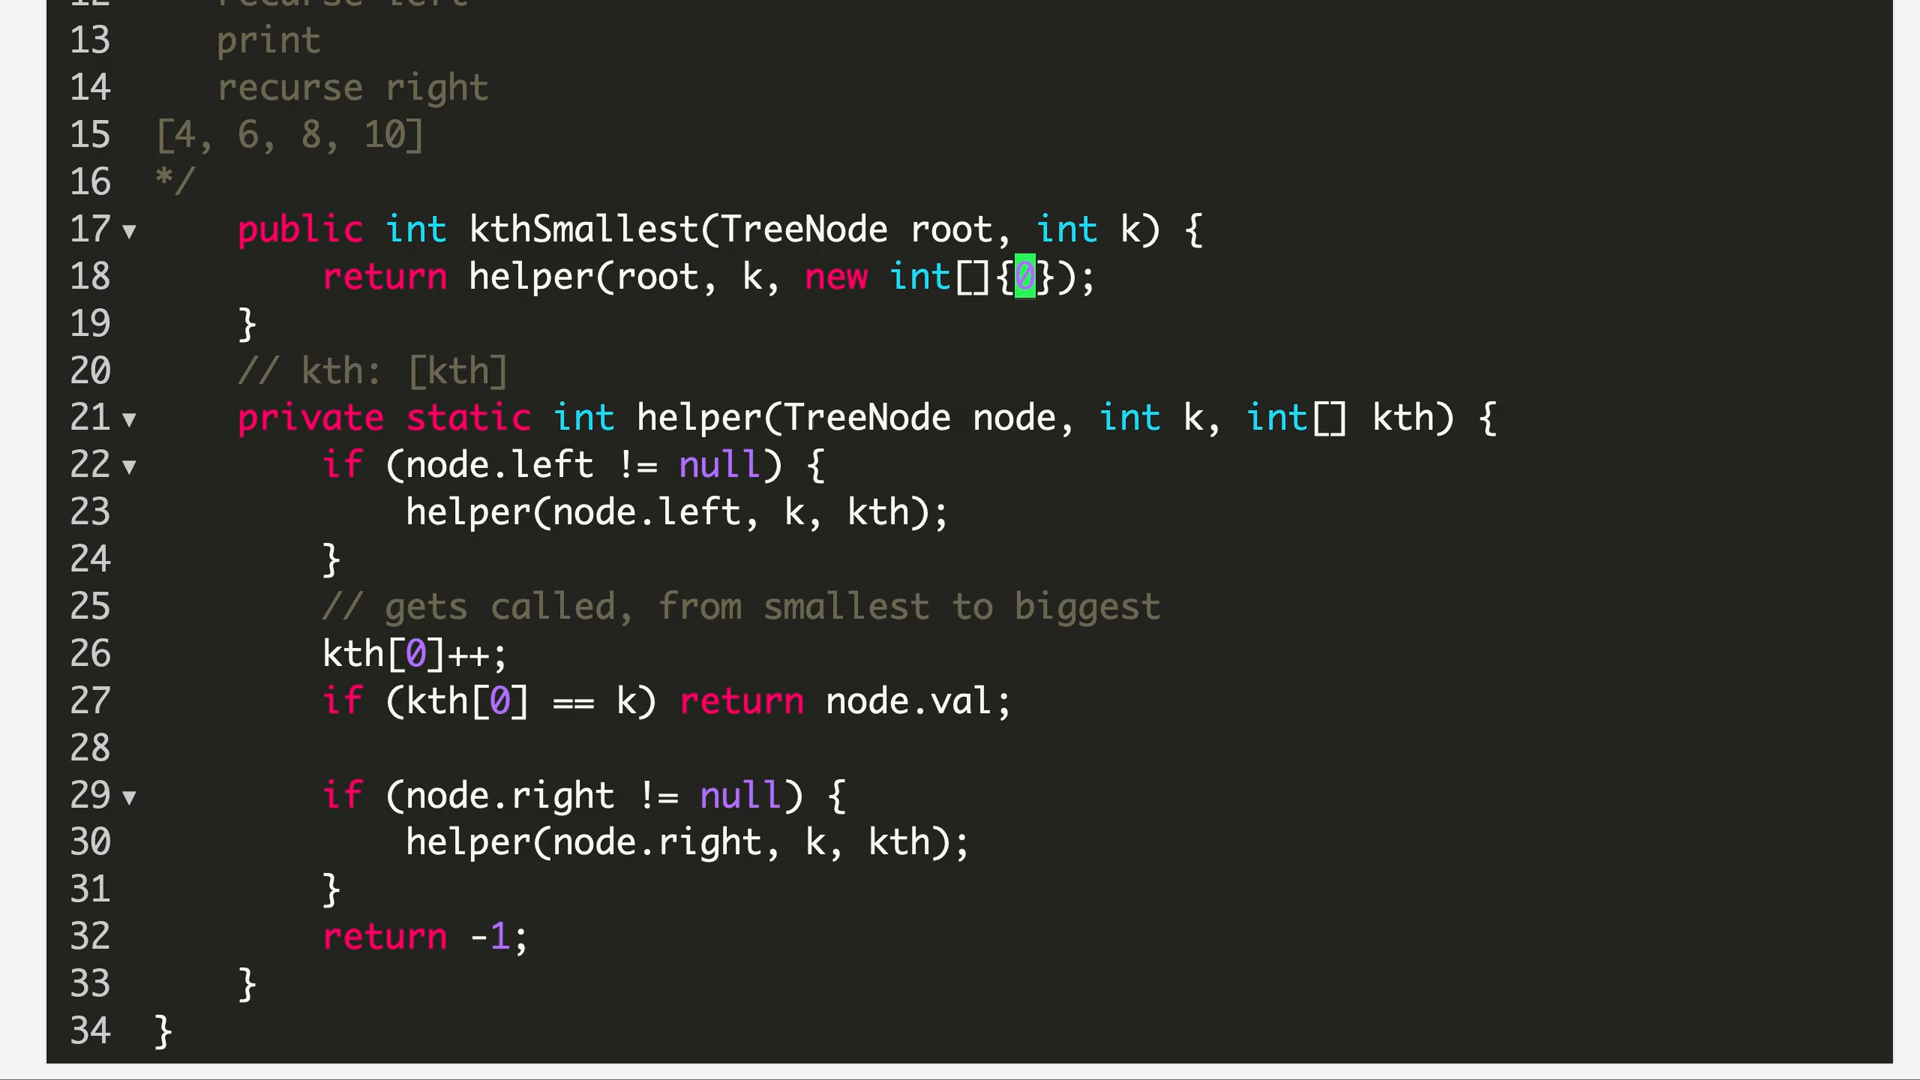 12 recurse left
13 print
14 recurse right
15 [4, 6, 8, 10]
16 */
17 ▼ public int kthSmallest(TreeNode root, int k) {
18 return helper(root, k, new int[]{0});
19 }
20 // kth: [kth]
21 ▼ private static int helper(TreeNode node, int k, int[] kth) {
22 ▼ if (node.left != null) {
23 helper(node.left, k, kth);
24 }
25 // gets called, from smallest to biggest
26 kth[0]++;
27 if (kth[0] == k) return node.val;
28
29 ▼ if (node.right != null) {
30 helper(node.right, k, kth);
31 }
32 return -1;
33 }
34 }